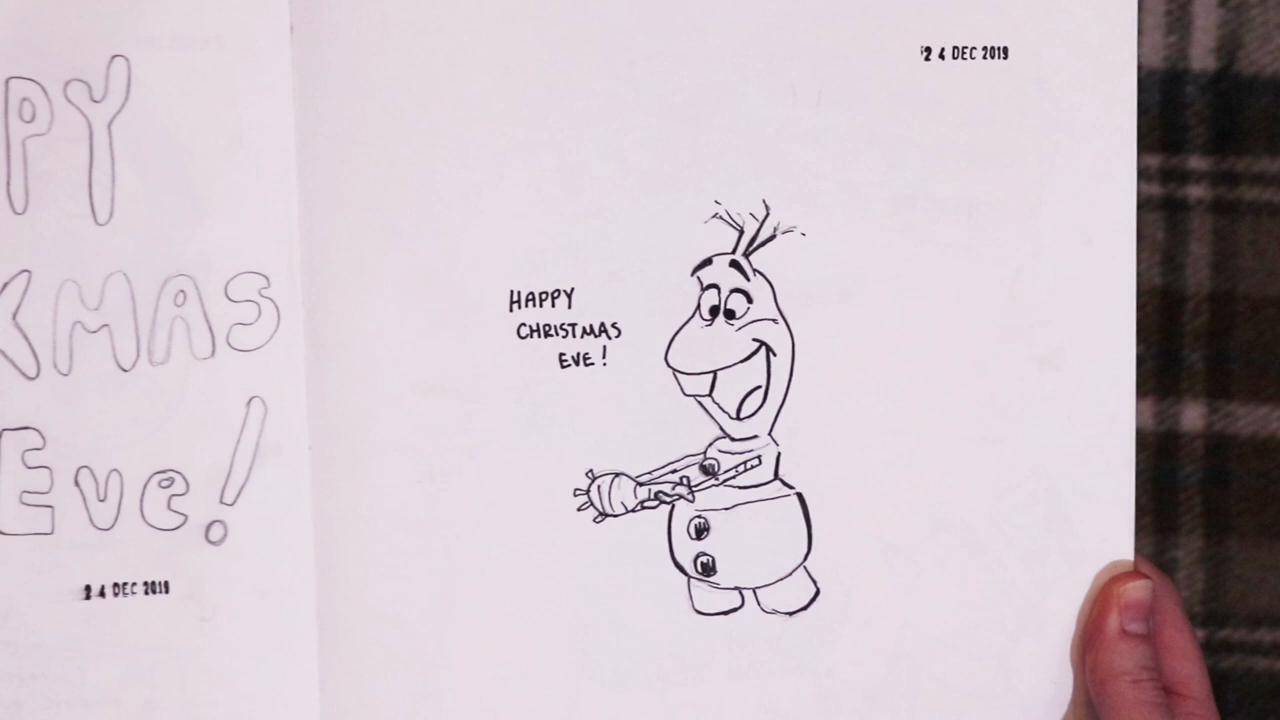 PY
XMAS
Eve!
24 DEC 2019
24 DEC 2019
HAPPY
CHRISTMAS
EVE!